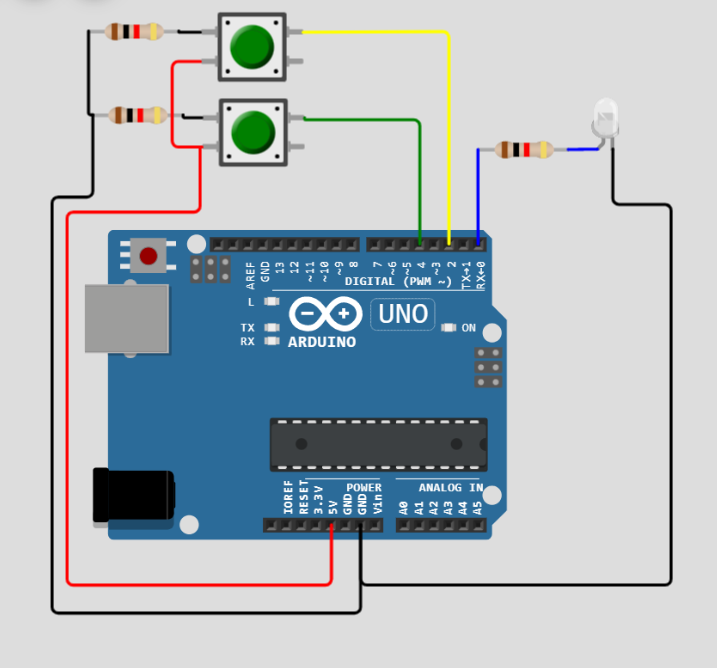 AREF
GND
13
12
~11
~10
~9
8
7
~6
~5
4
~3
2
TX→1
RX←0
DIGITAL (PWM ~)
L
TX
RX
UNO
ARDUINO
ON
IOREF
RESET
3.3V
5V
GND
GND
Vin
POWER
ANALOG IN
A0
A1
A2
A3
A4
A5